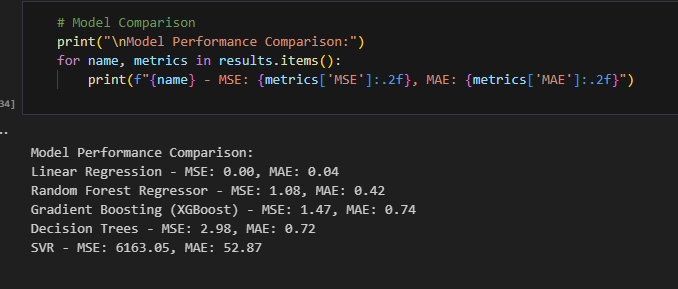 # Model Comparison
print("\nModel Performance Comparison:")
for name, metrics in results.items():
print(f"{name} - MSE: {metrics['MSE']:.2f}, MAE: {metrics['MAE']:.2f}")
34]
..
Model Performance Comparison:
Linear Regression - MSE: 0.00, MAE: 0.04
Random Forest Regressor - MSE: 1.08, MAE: 0.42
Gradient Boosting (XGBoost) - MSE: 1.47, MAE: 0.74
Decision Trees - MSE: 2.98, MAE: 0.72
SVR - MSE: 6163.05, MAE: 52.87